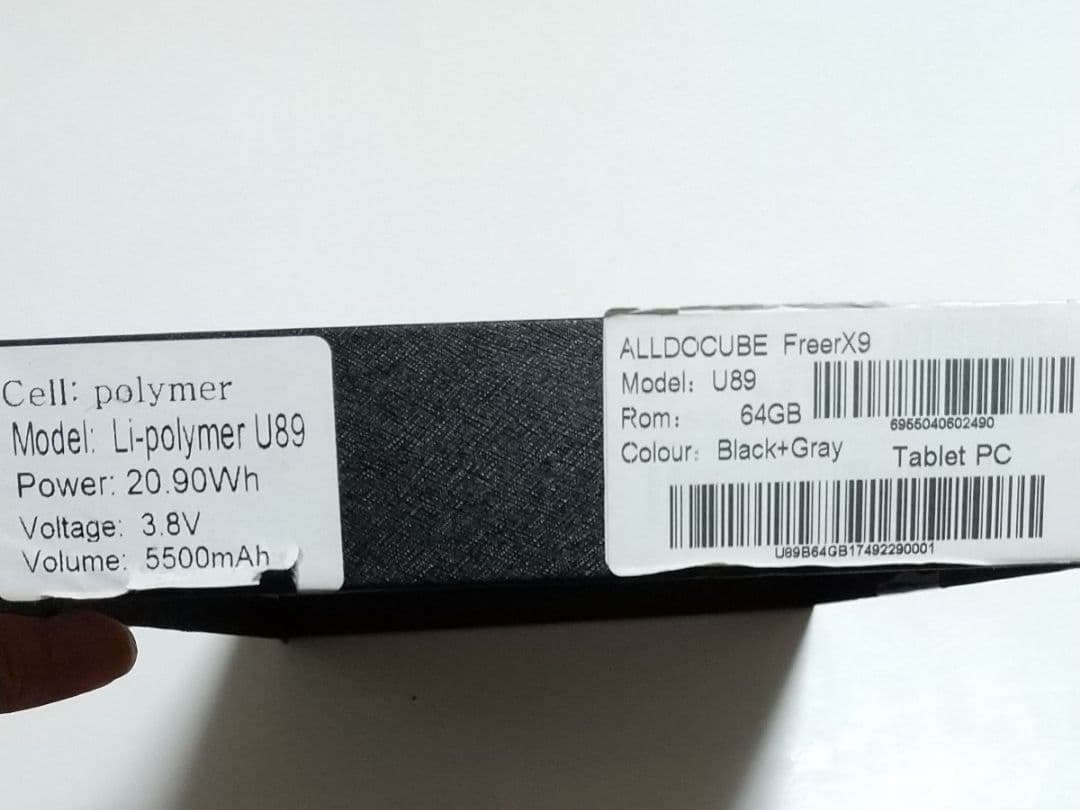 Cell: polymer
Model: Li-polymer U89
Power: 20.90Wh
Voltage: 3.8V
Volume: 5500mAh
ALLDOCUBE FreerX9
Model: U89
Rom: 64GB
6955040602490
Colour: Black+Gray
Tablet PC
U89B64GB17492290001